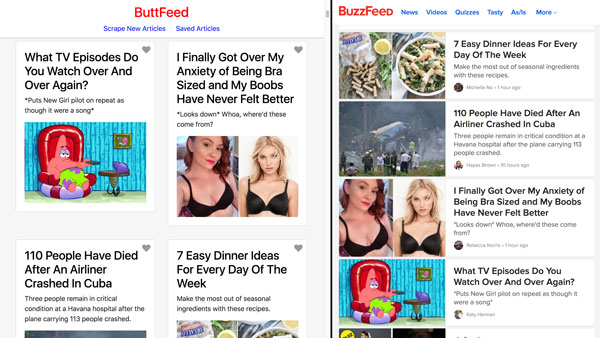 ButtFeed
Scrape New Articles Saved Articles
What TV Episodes Do
You Watch Over And
Over Again?
*Puts New Girl pilot on repeat as
though it were a song*
I Finally Got Over My
Anxiety of Being Bra
Sized and My Boobs
Have Never Felt Better
*Looks down* Whoa, where'd these
come from?
110 People Have Died
After An Airliner
Crashed In Cuba
Three people remain in critical
condition at a Havana hospital after the
plane carrying 113 people crashed.
7 Easy Dinner Ideas
For Every Day Of The
Week
Make the most out of seasonal
ingredients with these recipes.
BuzzFeed News Videos Quizzes Tasty As/Is More
7 Easy Dinner Ideas For Every
Day Of The Week
Make the most out of seasonal ingredients
with these recipes.
Michelle No • 1 hour ago
110 People Have Died After An
Airliner Crashed In Cuba
Three people remain in critical condition at a
Havana hospital after the plane carrying 113
people crashed.
Hayes Brown • 10 hours ago
I Finally Got Over My Anxiety of
Being Bra Sized and My Boobs
Have Never Felt Better
*Looks down* Whoa, where'd these come
from?
Rebecca Norris • 1 hour ago
What TV Episodes Do You
Watch Over And Over Again?
*Puts New Girl pilot on repeat as though it were
a song*
Katy Herman